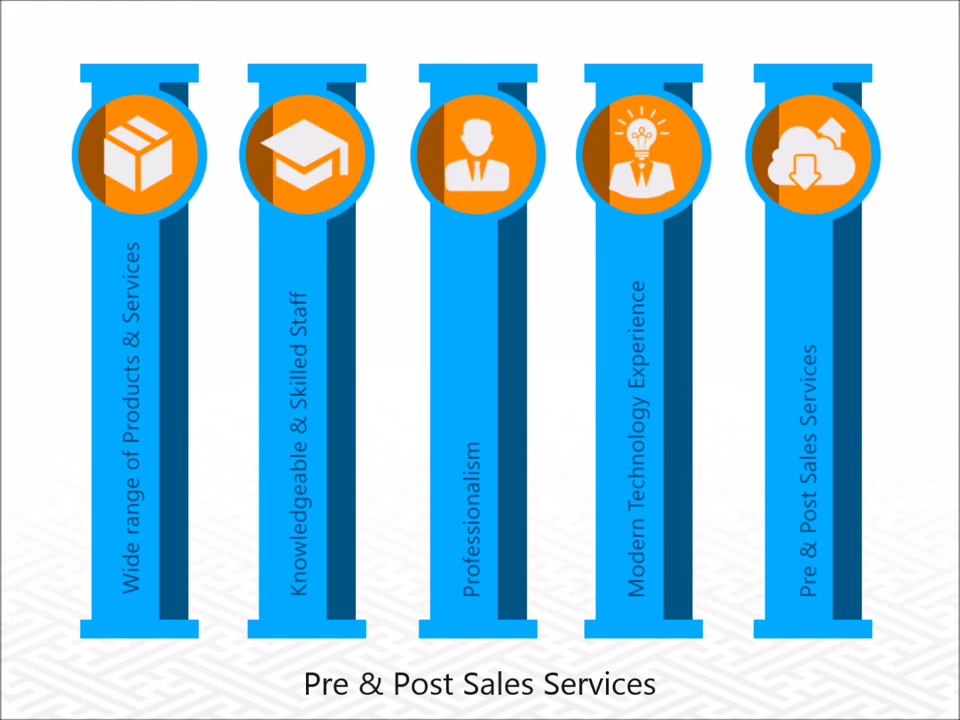 Wide range of Products & Services
Knowledgeable & Skilled Staff
Professionalism
Modern Technology Experience
Pre & Post Sales Services
Pre & Post Sales Services